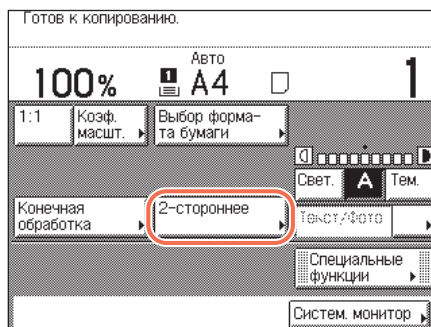 Готов к копированию.
Авто
100% 1 A4 1
1:1 Коэф. Выбор форма-
масшт. та бумаги
Свет. A Тем.
Конечная 2-стороннее Текст/Фото
обработка
Специальные
функции
Систем. монитор